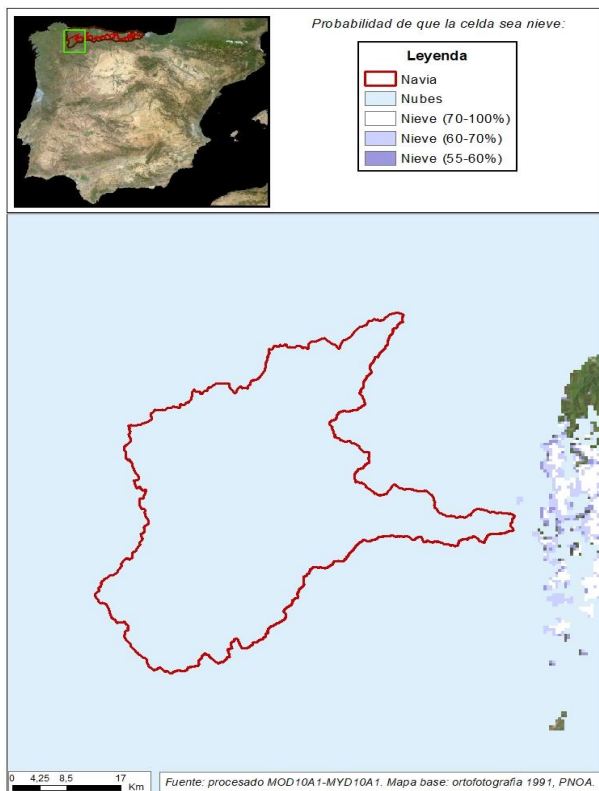 Probabilidad de que la celda sea nieve:
Leyenda
Navia
Nubes
Nieve (70-100%)
Nieve (60-70%)
Nieve (55-60%)
0 4,25 8,5 17
Km
Fuente: procesado MOD10A1-MYD10A1. Mapa base: ortofotografia 1991, PNOA.